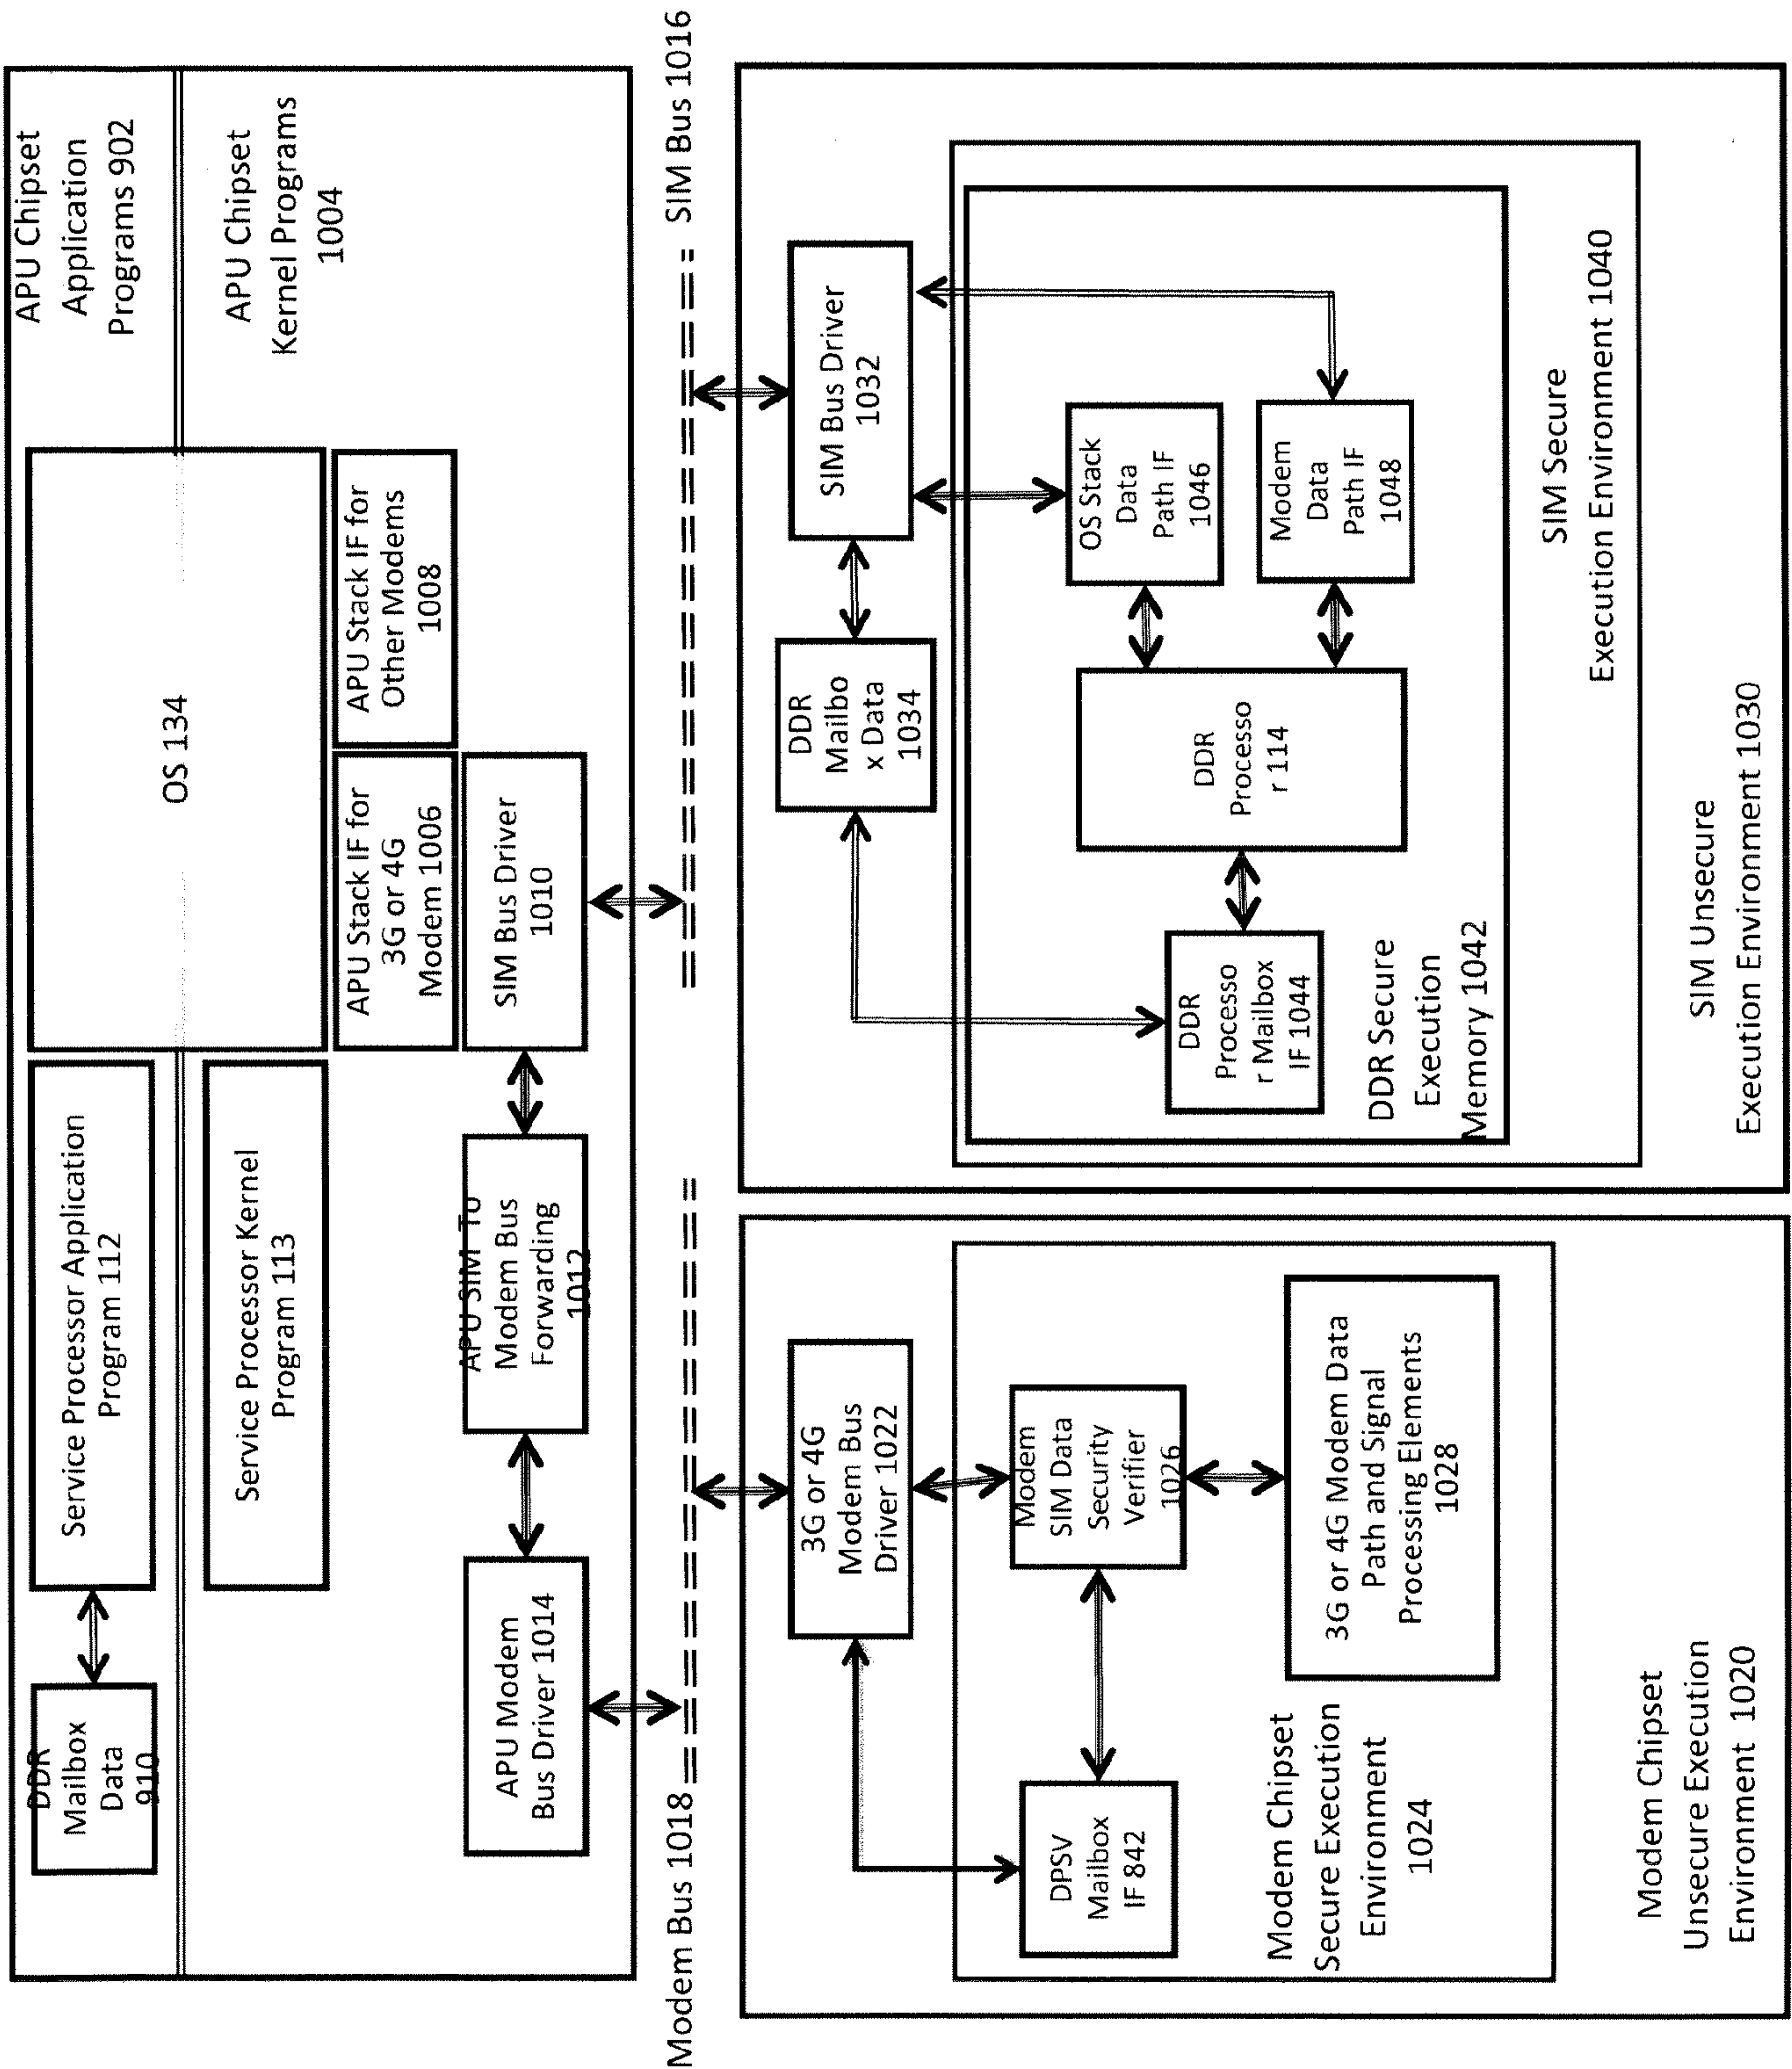 APU Chipset
Application
Programs 902
APU Chipset
Kernel Programs
1004
OS 134
Service Processor Application
Program 112
DDR
Mailbox
Data
910
Service Processor Kernel
Program 113
APU Stack IF for
3G or 4G
Modem 1006
APU Stack IF for
Other Modems
1008
APU Modem
Bus Driver 1014
APU SIM To
Modem Bus
Forwarding
1012
SIM Bus Driver
1010
Modem Bus 1018
SIM Bus 1016
3G or 4G
Modem Bus
Driver 1022
DPSV
Mailbox
IF 842
Modem
SIM Data
Security
Verifier
1026
3G or 4G Modem Data
Path and Signal
Processing Elements
1028
Modem Chipset
Secure Execution
Environment
1024
Modem Chipset
Unsecure Execution
Environment 1020
DDR
Mailbo
x Data
1034
SIM Bus Driver
1032
DDR
Processo
r Mailbox
IF 1044
DDR
Processo
r 114
OS Stack
Data
Path IF
1046
Modem
Data
Path IF
1048
DDR Secure
Execution
Memory 1042
SIM Secure
Execution Environment 1040
SIM Unsecure
Execution Environment 1030